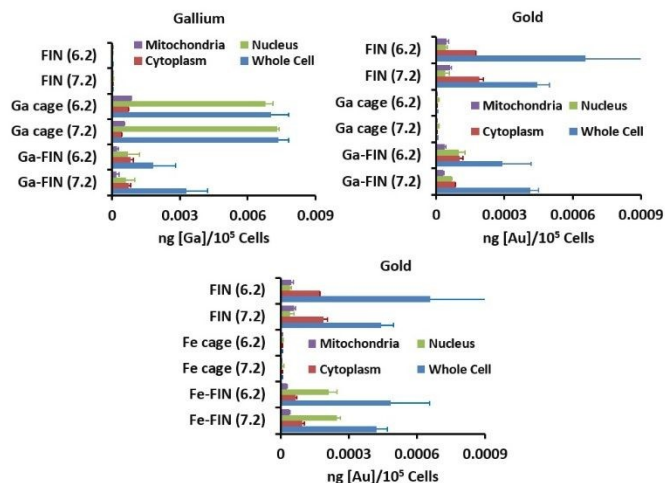 Gallium
Mitochondria Nucleus
Cytoplasm Whole Cell
FIN (6.2)
FIN (7.2)
Ga cage (6.2)
Ga cage (7.2)
Ga-FIN (6.2)
Ga-FIN (7.2)
0 0.003 0.006 0.009
ng [Ga]/10⁵ Cells
Gold
FIN (6.2)
FIN (7.2)
Ga cage (6.2)
Ga cage (7.2)
Ga-FIN (6.2)
Ga-FIN (7.2)
Mitochondria Nucleus
Cytoplasm Whole Cell
0 0.0003 0.0006 0.0009
ng [Au]/10⁵ Cells
Gold
FIN (6.2)
FIN (7.2)
Fe cage (6.2)
Fe cage (7.2)
Fe-FIN (6.2)
Fe-FIN (7.2)
Mitochondria Nucleus
Cytoplasm Whole Cell
0 0.0003 0.0006 0.0009
ng [Au]/10⁵ Cells